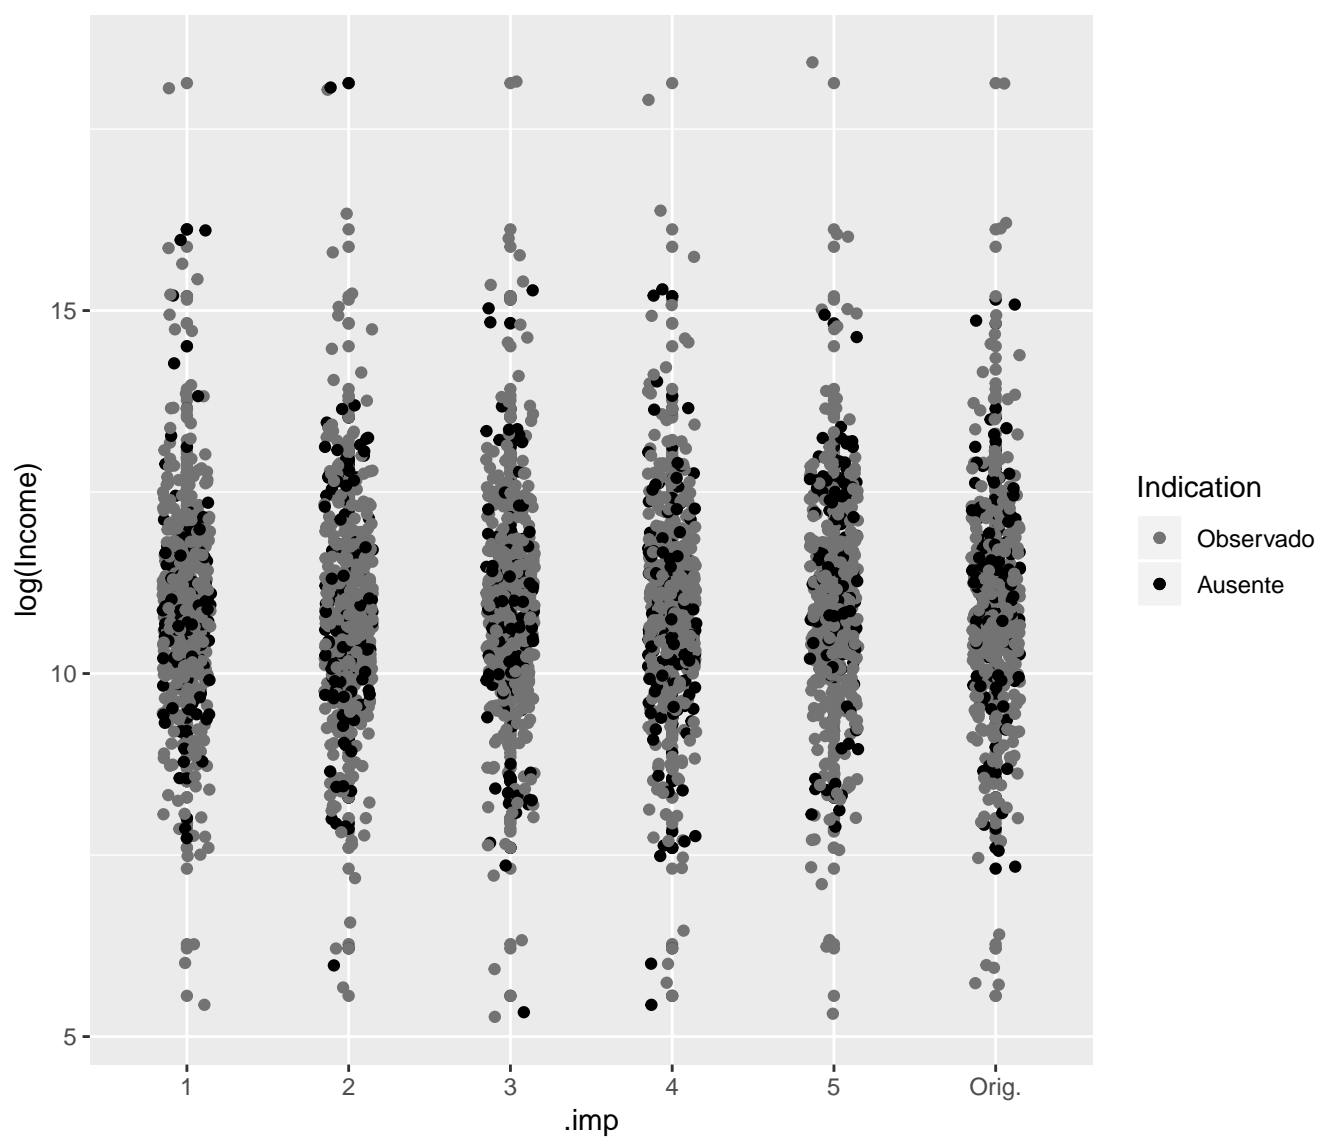 log(Income)
15
10
5
1 2 3 4 5 Orig.
.imp
Indication
Observado
Ausente